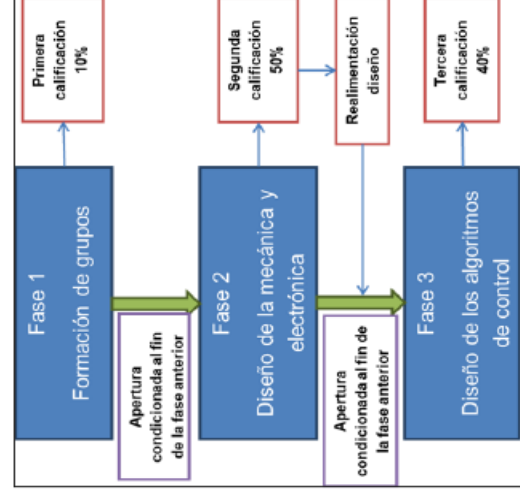 Fase 1
Formación de grupos
Primera
calificación
10%
Apertura
condicionada al fin
de la fase anterior
Fase 2
Diseño de la mecánica y
electrónica
Segunda
calificación
50%
Realimentación
diseño
Apertura
condicionada al fin de
la fase anterior
Fase 3
Diseño de los algoritmos
de control
Tercera
calificación
40%